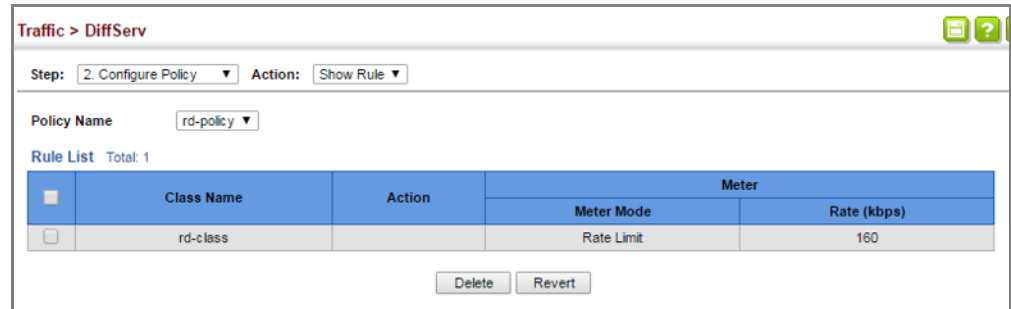 Traffic > DiffServ
Step: 2. Configure Policy Action: Show Rule
Policy Name rd-policy
Rule List Total: 1
Class Name Action Meter
Meter Mode Rate (kbps)
rd-class Rate Limit 160
Delete Revert